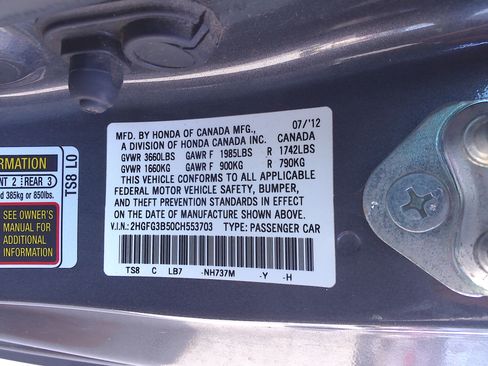 07/'12
MFD. BY HONDA OF CANADA MFG.,
A DIVISION OF HONDA CANADA INC. CANADA
GVWR 3660LBS GAWR F 1985LBS R 1742LBS
GVWR 1660KG GAWR F 900KG R 790KG
THIS VEHICLE CONFORMS TO ALL APPLICABLE
FEDERAL MOTOR VEHICLE SAFETY, BUMPER,
AND THEFT PREVENTION STANDARDS IN EFFECT
ON THE DATE OF MANUFACTURE SHOWN ABOVE.
V.I.N.: 2HGFG3B50CH553703 TYPE: PASSENGER CAR
TS8 C LB7 -NH737M -Y -H
RMATION
NT 2 REAR 3
d 385kg or 850lbs.
SEE OWNER'S
MANUAL FOR
ADDITIONAL
INFORMATION
TS8 L0